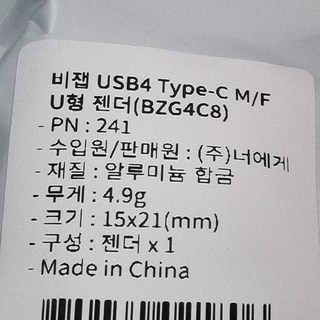 비잽 USB4 Type-C M/F
U형 젠더(BZG4C8)
- PN : 241
- 수입원/판매원 : (주)너에게
- 재질 : 알루미늄 합금
- 무게 : 4.9g
- 크기 : 15x21(mm)
- 구성 : 젠더 x 1
- Made in China